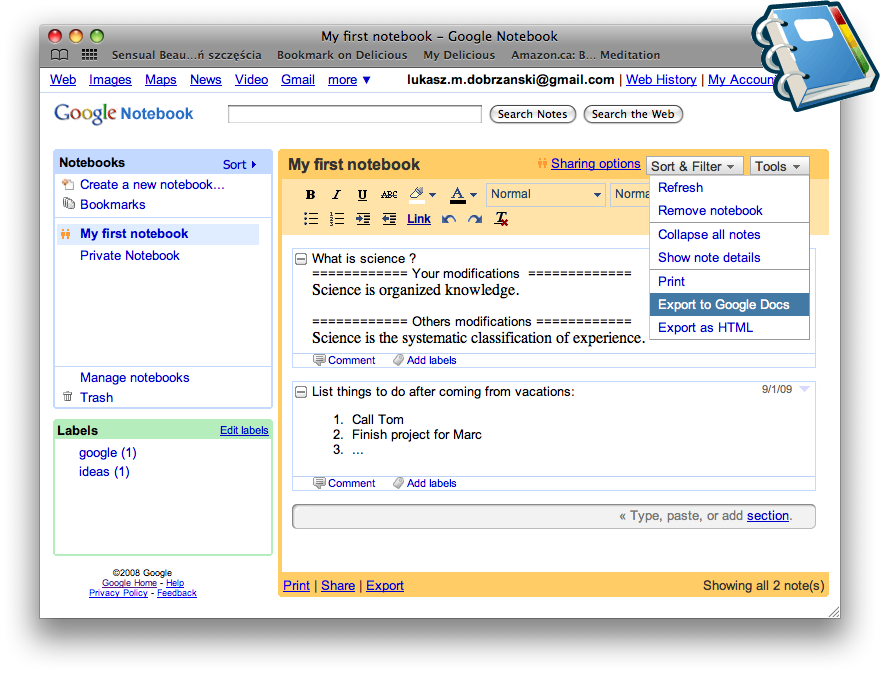 My first notebook – Google Notebook
Sensual Beau...ń szczęścia Bookmark on Delicious My Delicious Amazon.ca: B... Meditation
Web Images Maps News Video Gmail more ▼ lukasz.m.dobrzanski@gmail.com | Web History | My Accoun
Google Notebook
Search Notes Search the Web
Notebooks Sort
Create a new notebook...
Bookmarks
My first notebook
Private Notebook
Manage notebooks
Trash
Labels Edit labels
google (1)
ideas (1)
©2008 Google
Google Home - Help
Privacy Policy - Feedback
My first notebook Sharing options Sort & Filter Tools
B I U ABC A Normal Norma
Link T
Refresh
Remove notebook
Collapse all notes
Show note details
Print
Export to Google Docs
Export as HTML
What is science ?
============ Your modifications =============
Science is organized knowledge.
============ Others modifications ============
Science is the systematic classification of experience.
Comment Add labels
List things to do after coming from vacations: 9/1/09
1. Call Tom
2. Finish project for Marc
3. ...
Comment Add labels
« Type, paste, or add section.
Print | Share | Export Showing all 2 note(s)